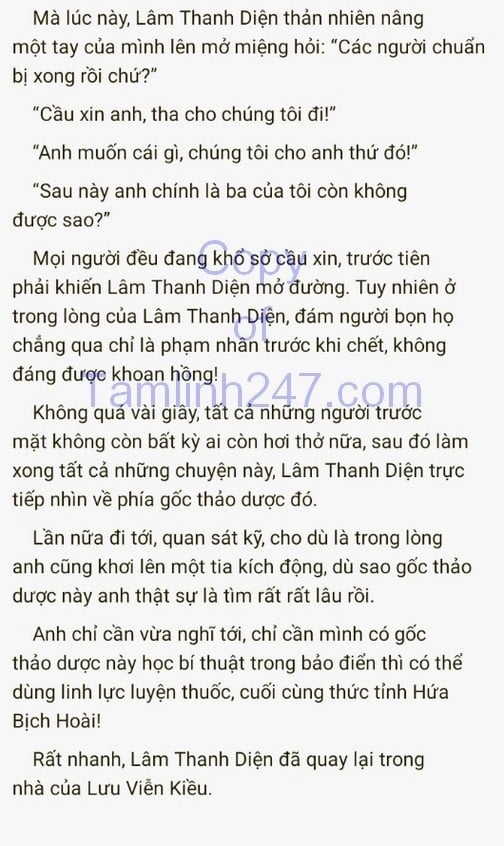 Mà lúc này, Lâm Thanh Diện thản nhiên nâng
một tay của mình lên mở miệng hỏi: “Các người chuẩn
bị xong rồi chứ?”
“Cầu xin anh, tha cho chúng tôi đi!”
“Anh muốn cái gì, chúng tôi cho anh thứ đó!”
“Sau này anh chính là ba của tôi còn không
được sao?”
Mọi người đều đang khổ sở cầu xin, trước tiên
phải khiến Lâm Thanh Diện mở đường. Tuy nhiên ở
trong lòng của Lâm Thanh Diện, đám người bọn họ
chẳng qua chỉ là phạm nhân trước khi chết, không
đáng được khoan hồng!
Không quá vài giây, tất cả những người trước
mặt không còn bất kỳ ai còn hơi thở nữa, sau đó làm
xong tất cả những chuyện này, Lâm Thanh Diện trực
tiếp nhìn về phía gốc thảo dược đó.
Lần nữa đi tới, quan sát kỹ, cho dù là trong lòng
anh cũng khơi lên một tia kích động, dù sao gốc thảo
dược này anh thật sự là tìm rất rất lâu rồi.
Anh chỉ cần vừa nghĩ tới, chỉ cần mình có gốc
thảo dược này học bí thuật trong bảo điển thì có thể
dùng linh lực luyện thuốc, cuối cùng thức tỉnh Hứa
Bịch Hoài!
Rất nhanh, Lâm Thanh Diện đã quay lại trong
nhà của Lưu Viễn Kiều.
Copy
of
Tamlinh247.com